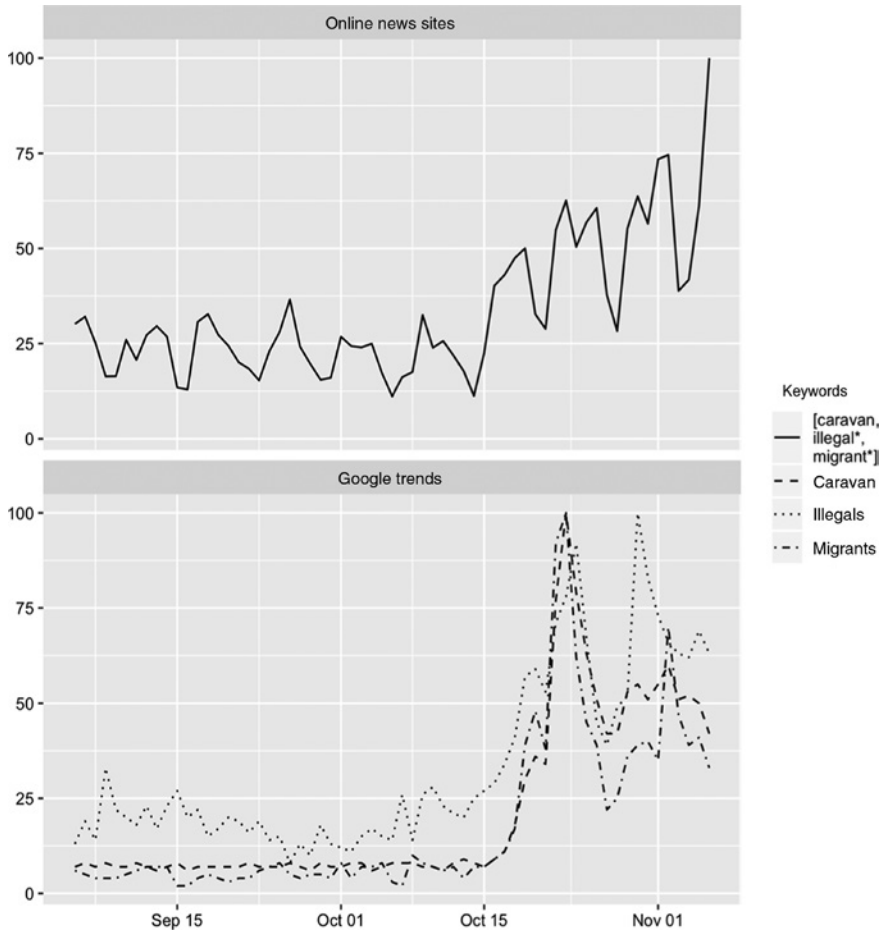 Online news sites
100
75
50
25
0
Google trends
100
75
50
25
0
Sep 15
Oct 01
Oct 15
Nov 01
Keywords
[caravan,
illegal*,
migrant*]|
Caravan
Illegals
Migrants